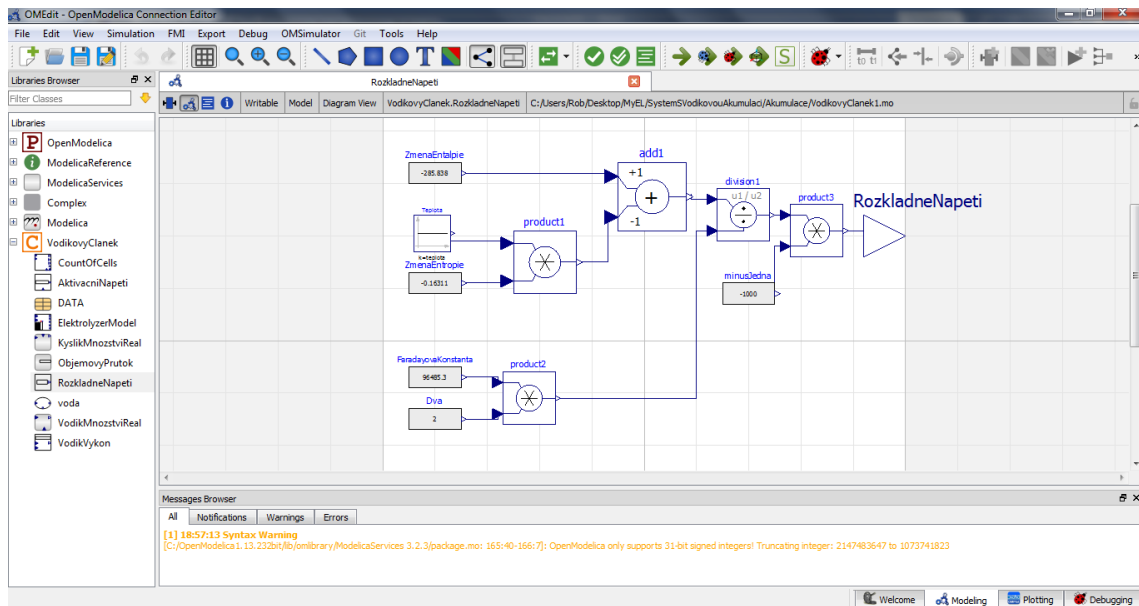 OMEdit - OpenModelica Connection Editor
File Edit View Simulation FMI Export Debug OMSimulator Git Tools Help
T
S
to ti
»
Libraries Browser
RozkladneNapeti
Filter Classes
Writable Model Diagram View VodikovyClanek.RozkladneNapeti C:/Users/Rob/Desktop/MyEL/SystemSVodikovouAkumulaci/Akumulace/VodikovyClanek1.mo
Libraries
P OpenModelica
i ModelicaReference
ModelicaServices
Complex
Modelica
C VodikovyClanek
CountOfCells
AktivacniNapeti
DATA
ElektrolyzerModel
KyslikMnozstviReal
ObjemovyPrutok
RozkladneNapeti
voda
VodikMnozstviReal
VodikVykon
ZmenaEntalpie
-285.838
add1
+1
+
-1
division1
u1 / u2
÷
product3
RozkladneNapeti
Teplota
k=teplota
product1
ZmenaEntropie
-0.16311
minusJedna
-1000
FaradayovaKonstanta
96485.3
product2
Dva
2
Messages Browser
All Notifications Warnings Errors
[1] 18:57:13 Syntax Warning
[C:/OpenModelica1.13.232bit/lib/omlibrary/ModelicaServices 3.2.3/package.mo: 165:40-166:7]: OpenModelica only supports 31-bit signed integers! Truncating integer: 2147483647 to 1073741823
Welcome Modeling Plotting Debugging